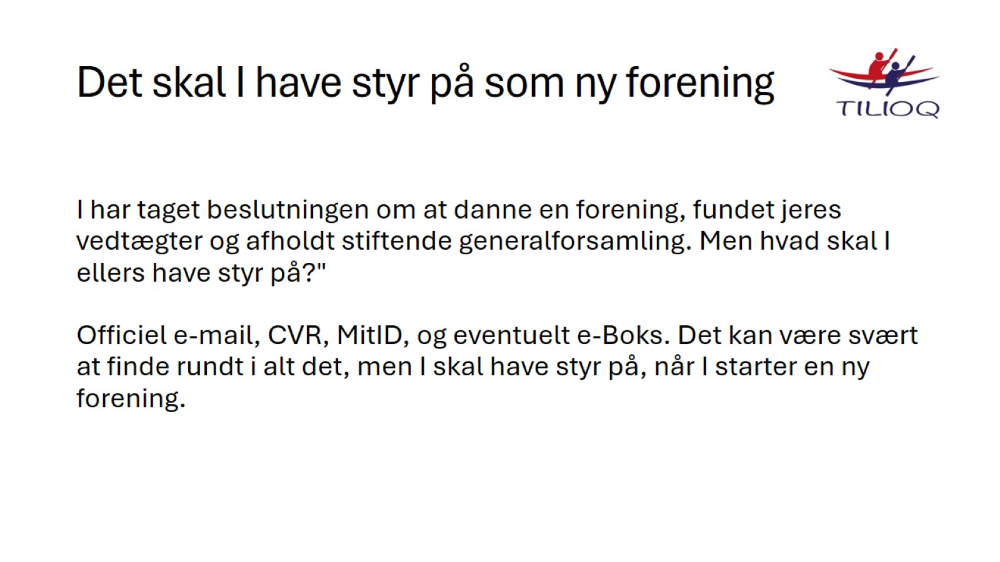 Det skal I have styr på som ny forening
TILIOQ
I har taget beslutningen om at danne en forening, fundet jeres
vedtægter og afholdt stiftende generalforsamling. Men hvad skal I
ellers have styr på?"
Officiel e-mail, CVR, MitID, og eventuelt e-Boks. Det kan være svært
at finde rundt i alt det, men I skal have styr på, når I starter en ny
forening.